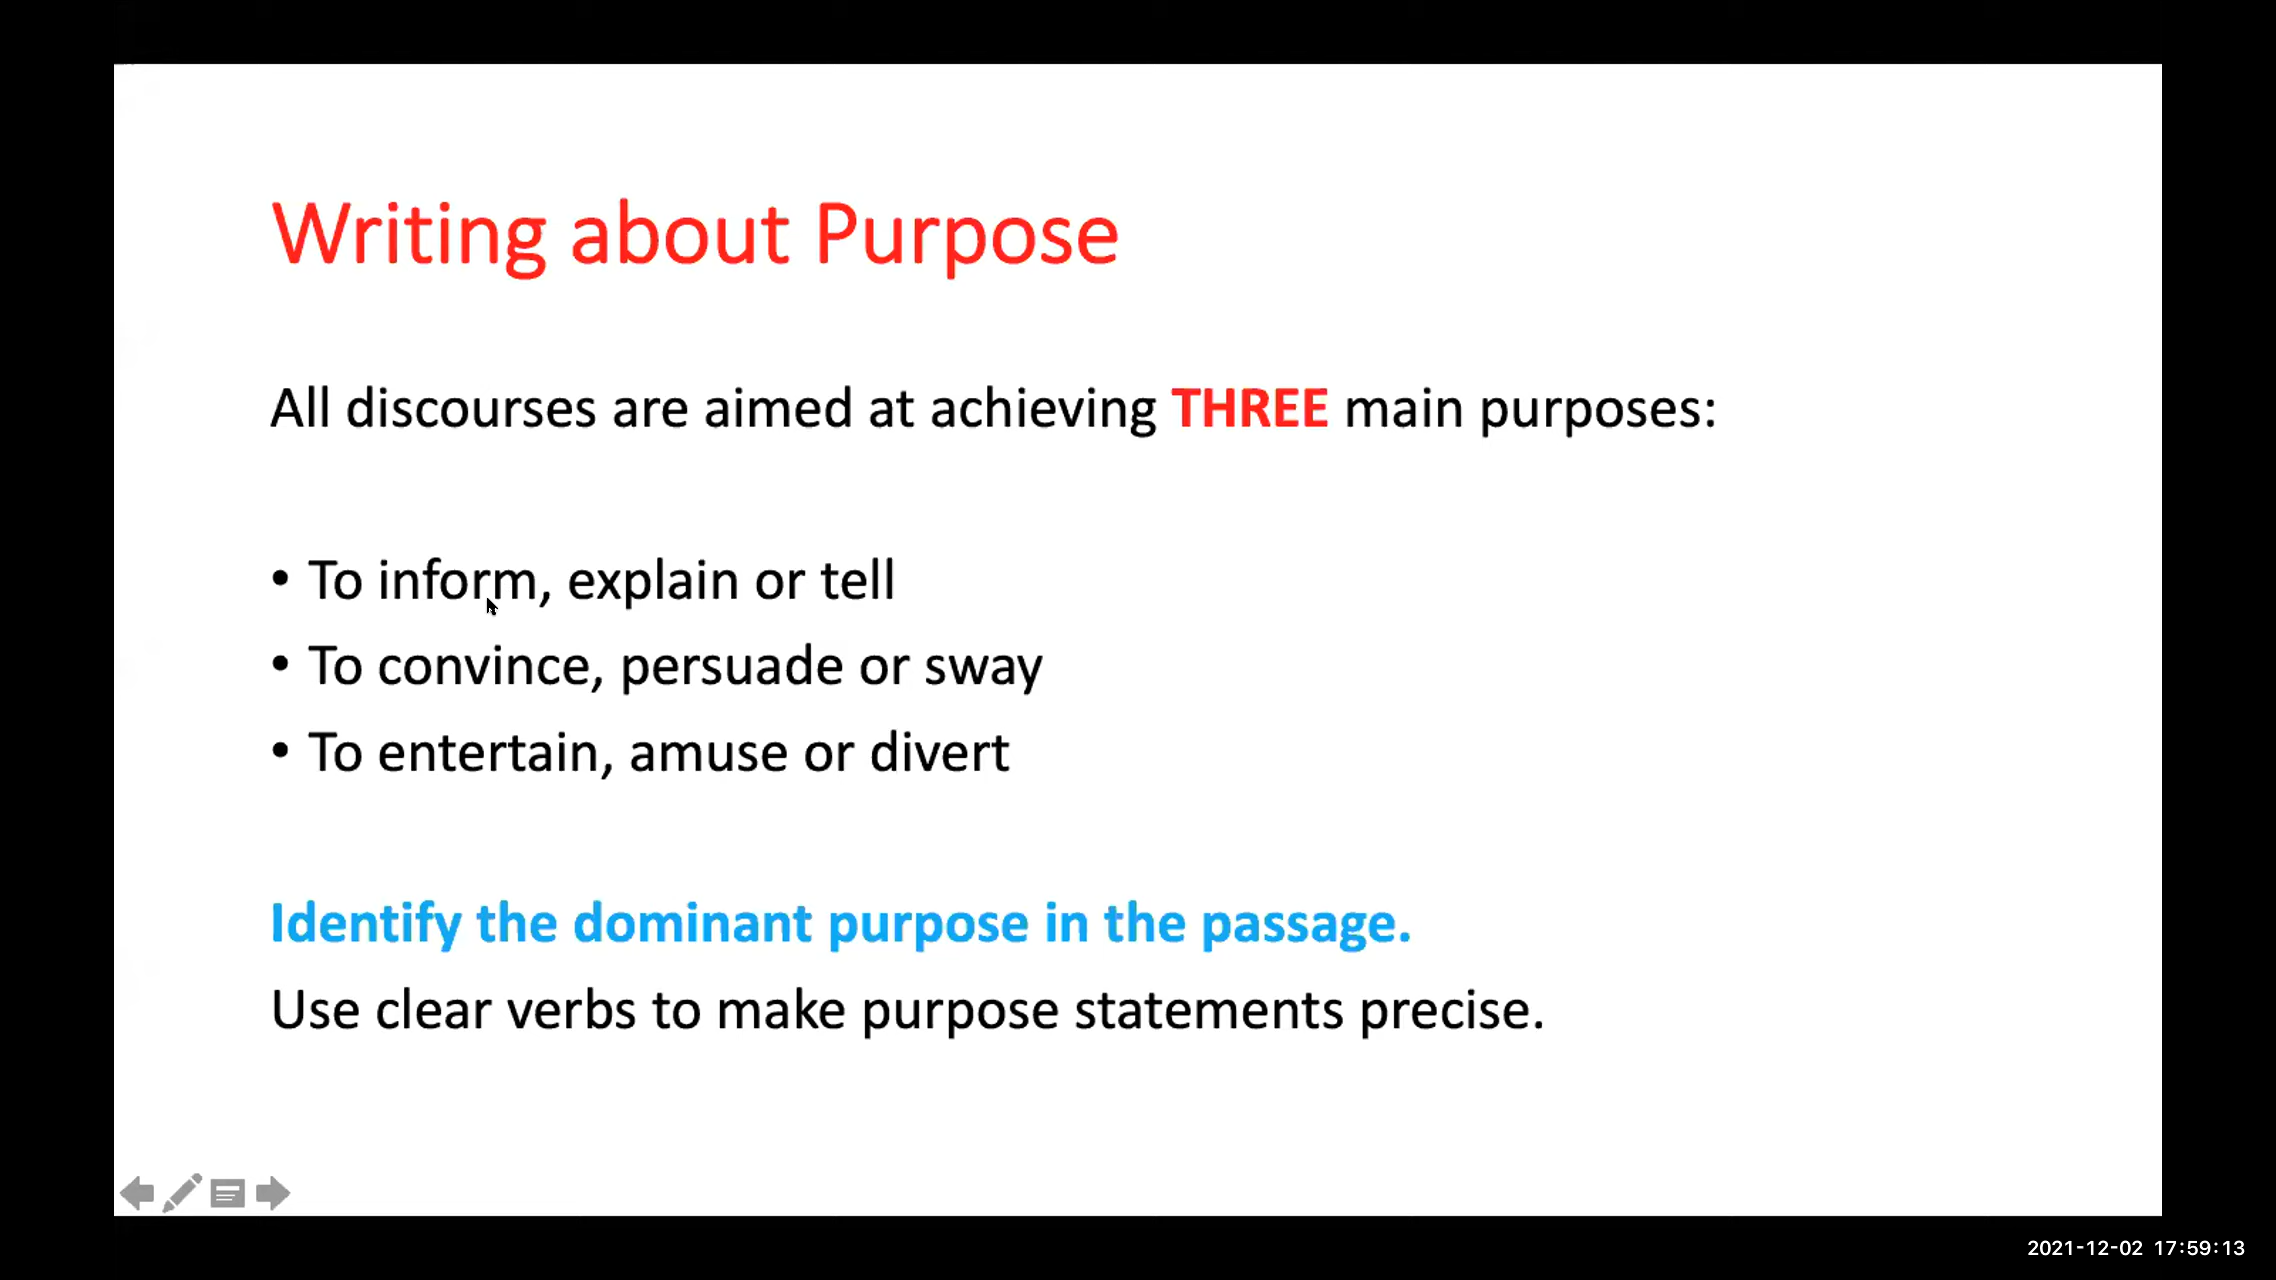 Writing about Purpose
All discourses are aimed at achieving THREE main purposes:
• To inform, explain or tell
• To convince, persuade or sway
• To entertain, amuse or divert
Identify the dominant purpose in the passage.
Use clear verbs to make purpose statements precise.
2021-12-02 17:59:13